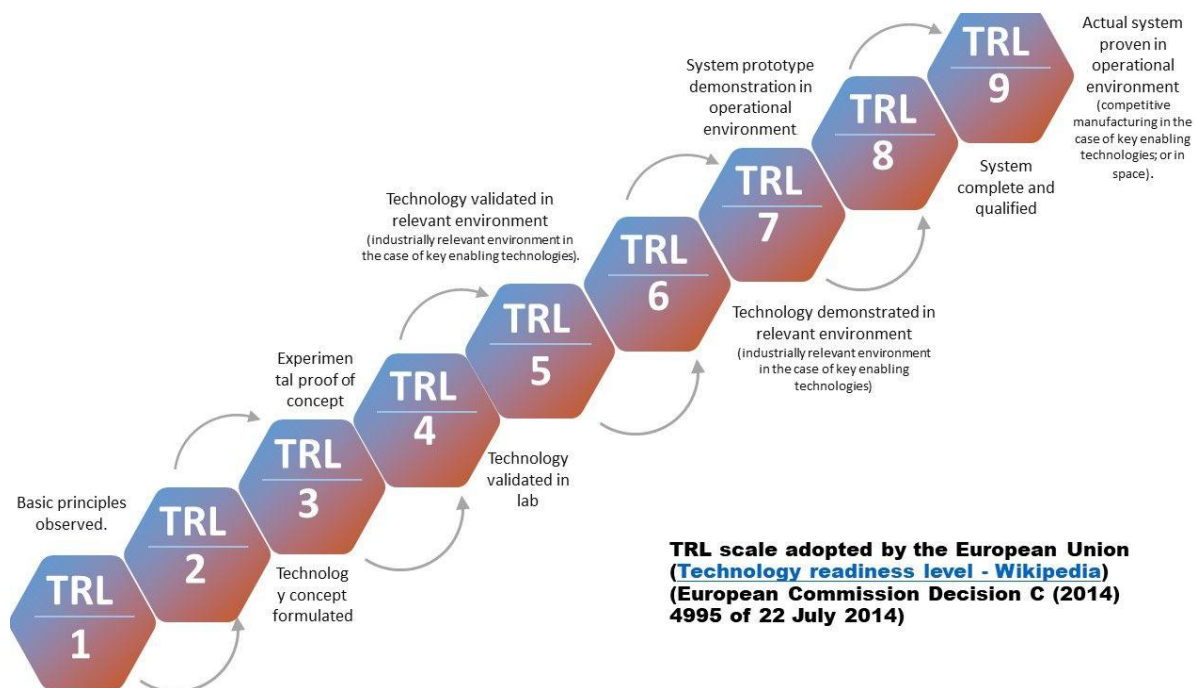 TRL
1
Basic principles
observed.
TRL
2
Technolog
y concept
formulated
TRL
3
Experimen
tal proof of
concept
TRL
4
Technology
validated in
lab
TRL
5
Technology validated in
relevant environment
(industrially relevant environment in
the case of key enabling technologies).
TRL
6
Technology demonstrated in
relevant environment
(industrially relevant environment
in the case of key enabling
technologies)
TRL
7
System prototype
demonstration in
operational
environment
TRL
8
System
complete and
qualified
TRL
9
Actual system
proven in
operational
environment
(competitive
manufacturing in the
case of key enabling
technologies; or in
space).
TRL scale adopted by the European Union
(Technology readiness level - Wikipedia)
(European Commission Decision C (2014)
4995 of 22 July 2014)